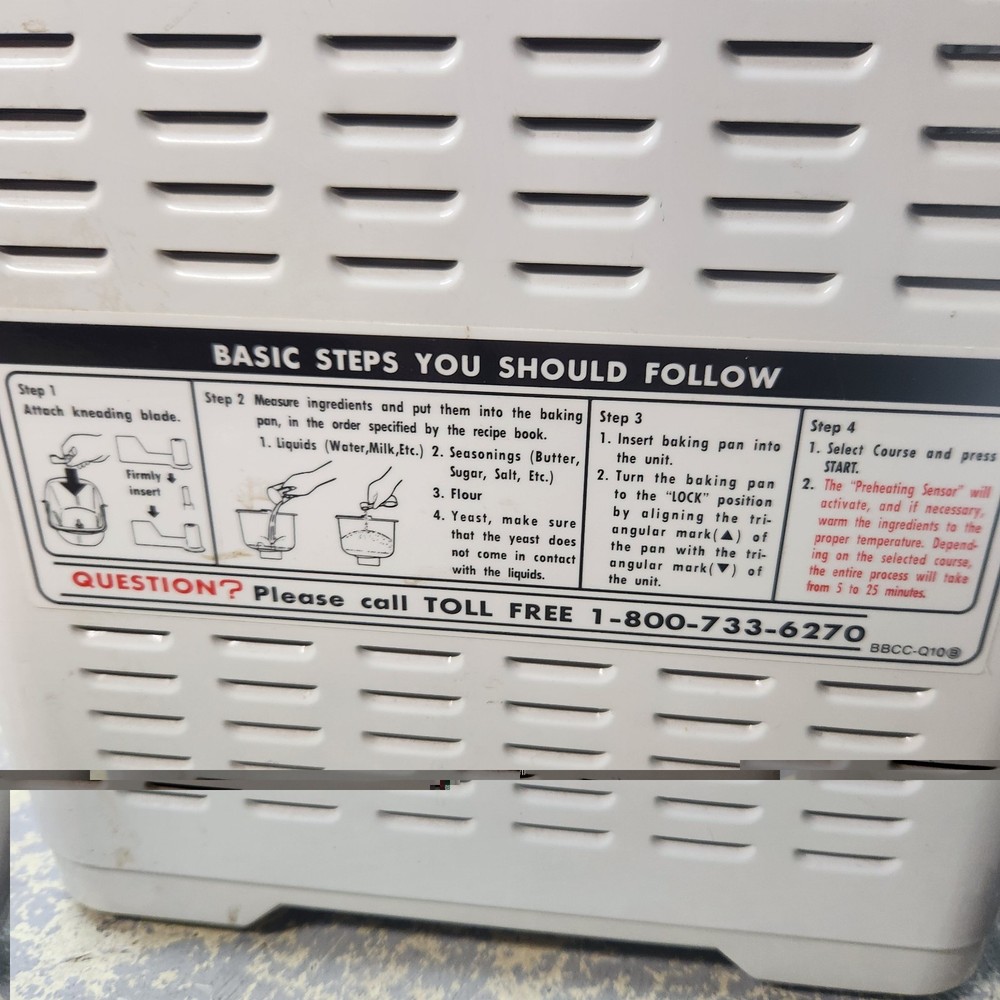 BASIC STEPS YOU SHOULD FOLLOW
Step 1
Attach kneading blade.
Firmly
insert
Step 2 Measure ingredients and put them into the baking
pan, in the order specified by the recipe book.
1. Liquids (Water,Milk,Etc.)
2. Seasonings (Butter,
Sugar, Salt, Etc.)
3. Flour
4. Yeast, make sure
that the yeast does
not come in contact
with the liquids.
Step 3
1. Insert baking pan into
the unit.
2. Turn the baking pan
to the "LOCK" position
by aligning the tri-
angular mark(▲) of
the pan with the tri-
angular mark(▼) of
the unit.
Step 4
1. Select Course and press
START.
2. The "Preheating Sensor" will
activate, and if necessary,
warm the ingredients to the
proper temperature. Depend-
ing on the selected course,
the entire process will take
from 5 to 25 minutes.
QUESTION? Please call TOLL FREE 1-800-733-6270
BBCC-Q10Ⓑ